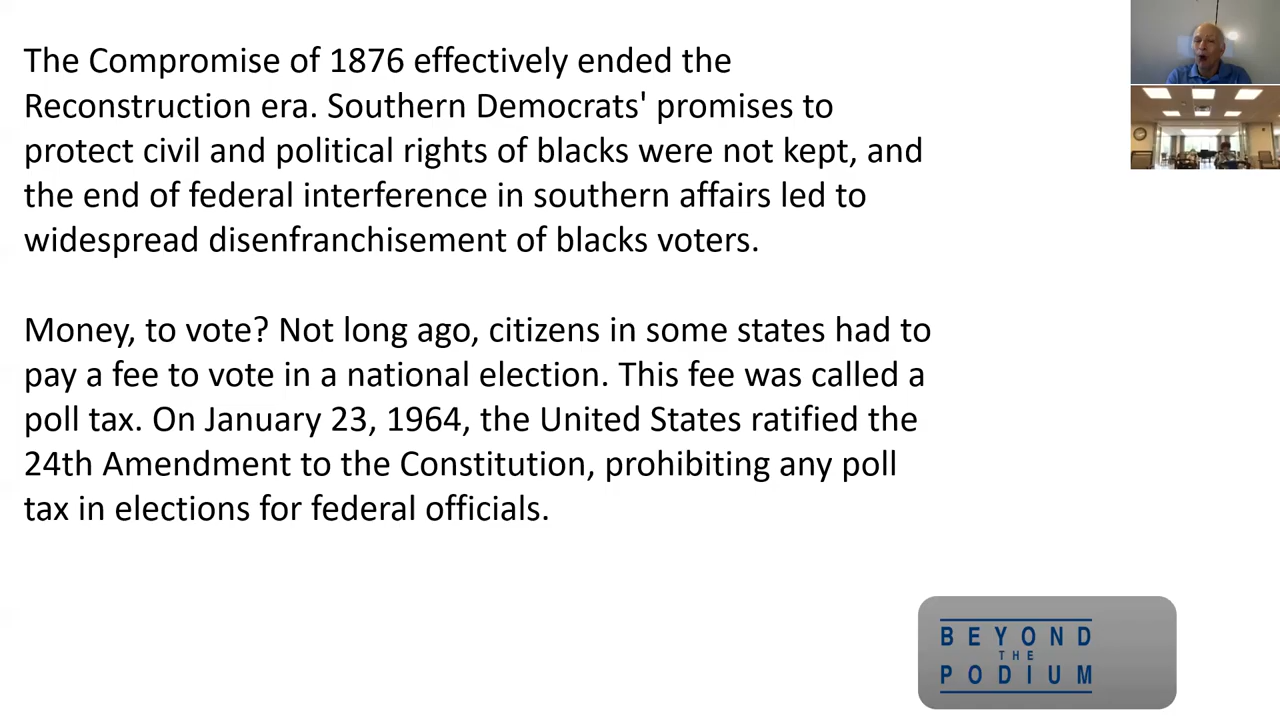 The Compromise of 1876 effectively ended the
Reconstruction era. Southern Democrats' promises to
protect civil and political rights of blacks were not kept, and
the end of federal interference in southern affairs led to
widespread disenfranchisement of blacks voters.
Money, to vote? Not long ago, citizens in some states had to
pay a fee to vote in a national election. This fee was called a
poll tax. On January 23, 1964, the United States ratified the
24th Amendment to the Constitution, prohibiting any poll
tax in elections for federal officials.
BEYOND
THE
PODIUM